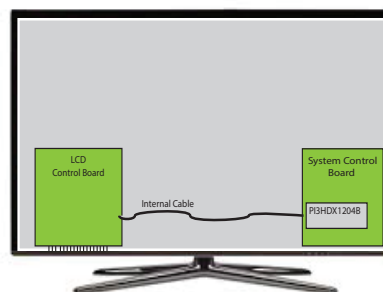 LCD
Control Board
Internal Cable
System Control
Board
PI3HDX1204B